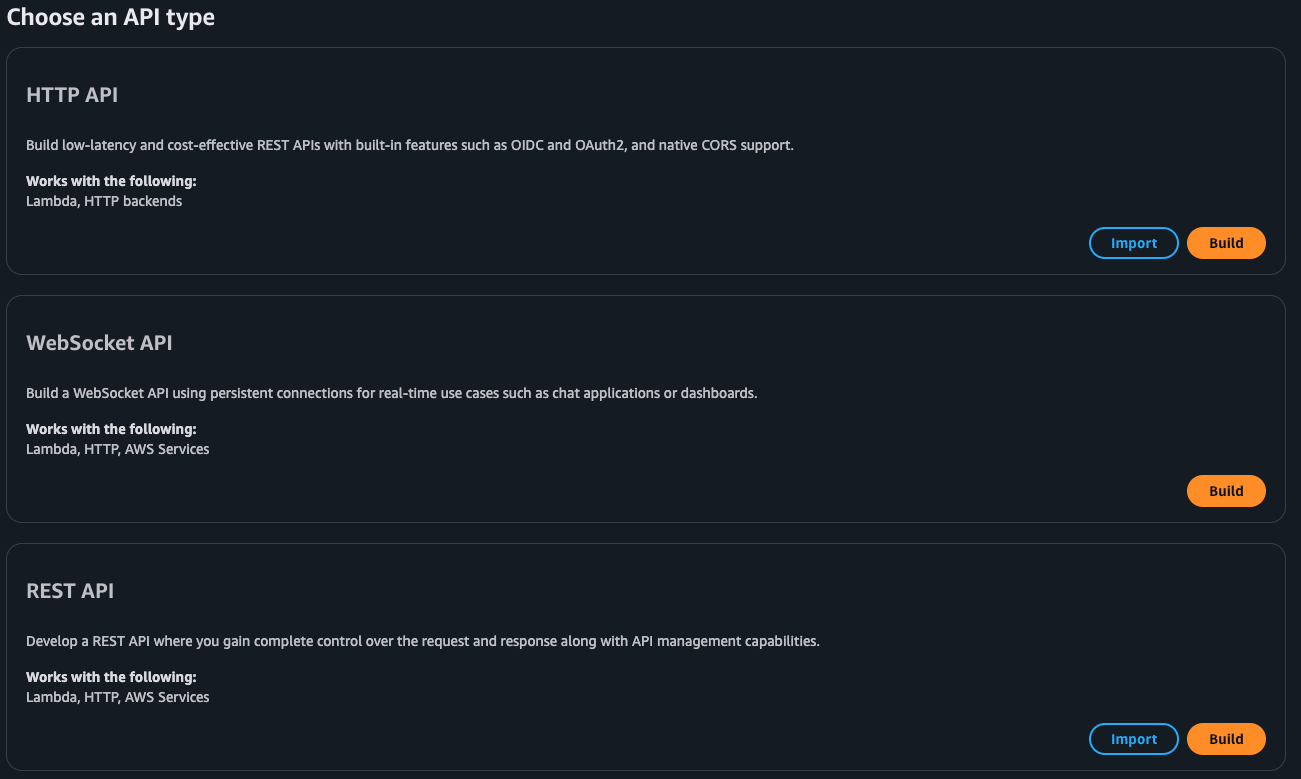 Choose an API type
HTTP API
Build low-latency and cost-effective REST APIs with built-in features such as OIDC and OAuth2, and native CORS support.
Works with the following:
Lambda, HTTP backends
Import
Build
WebSocket API
Build a WebSocket API using persistent connections for real-time use cases such as chat applications or dashboards.
Works with the following:
Lambda, HTTP, AWS Services
Build
REST API
Develop a REST API where you gain complete control over the request and response along with API management capabilities.
Works with the following:
Lambda, HTTP, AWS Services
Import
Build